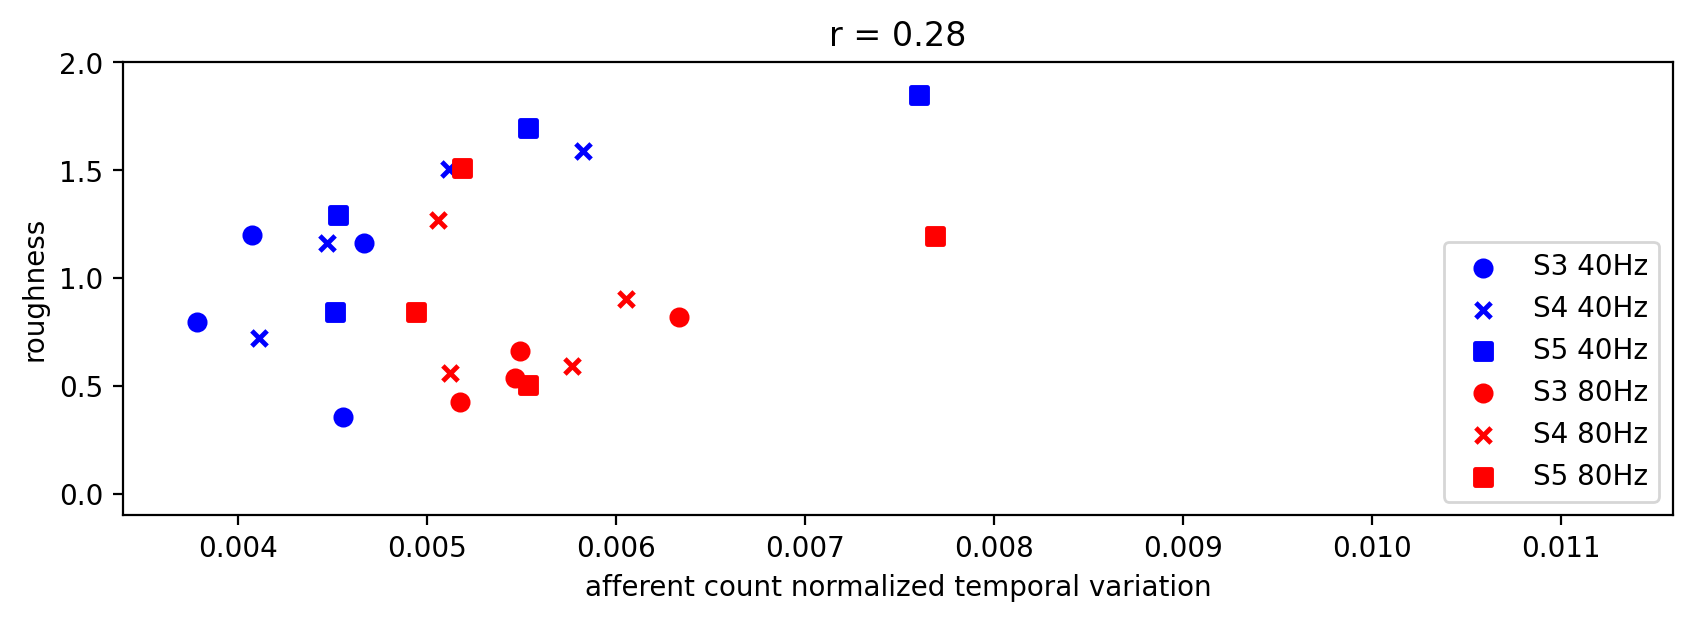 r = 0.28
2.0
1.5
1.0
0.5
0.0
roughness
S3 40Hz
S4 40Hz
S5 40Hz
S3 80Hz
S4 80Hz
S5 80Hz
0.004 0.005 0.006 0.007 0.008 0.009 0.010 0.011
afferent count normalized temporal variation